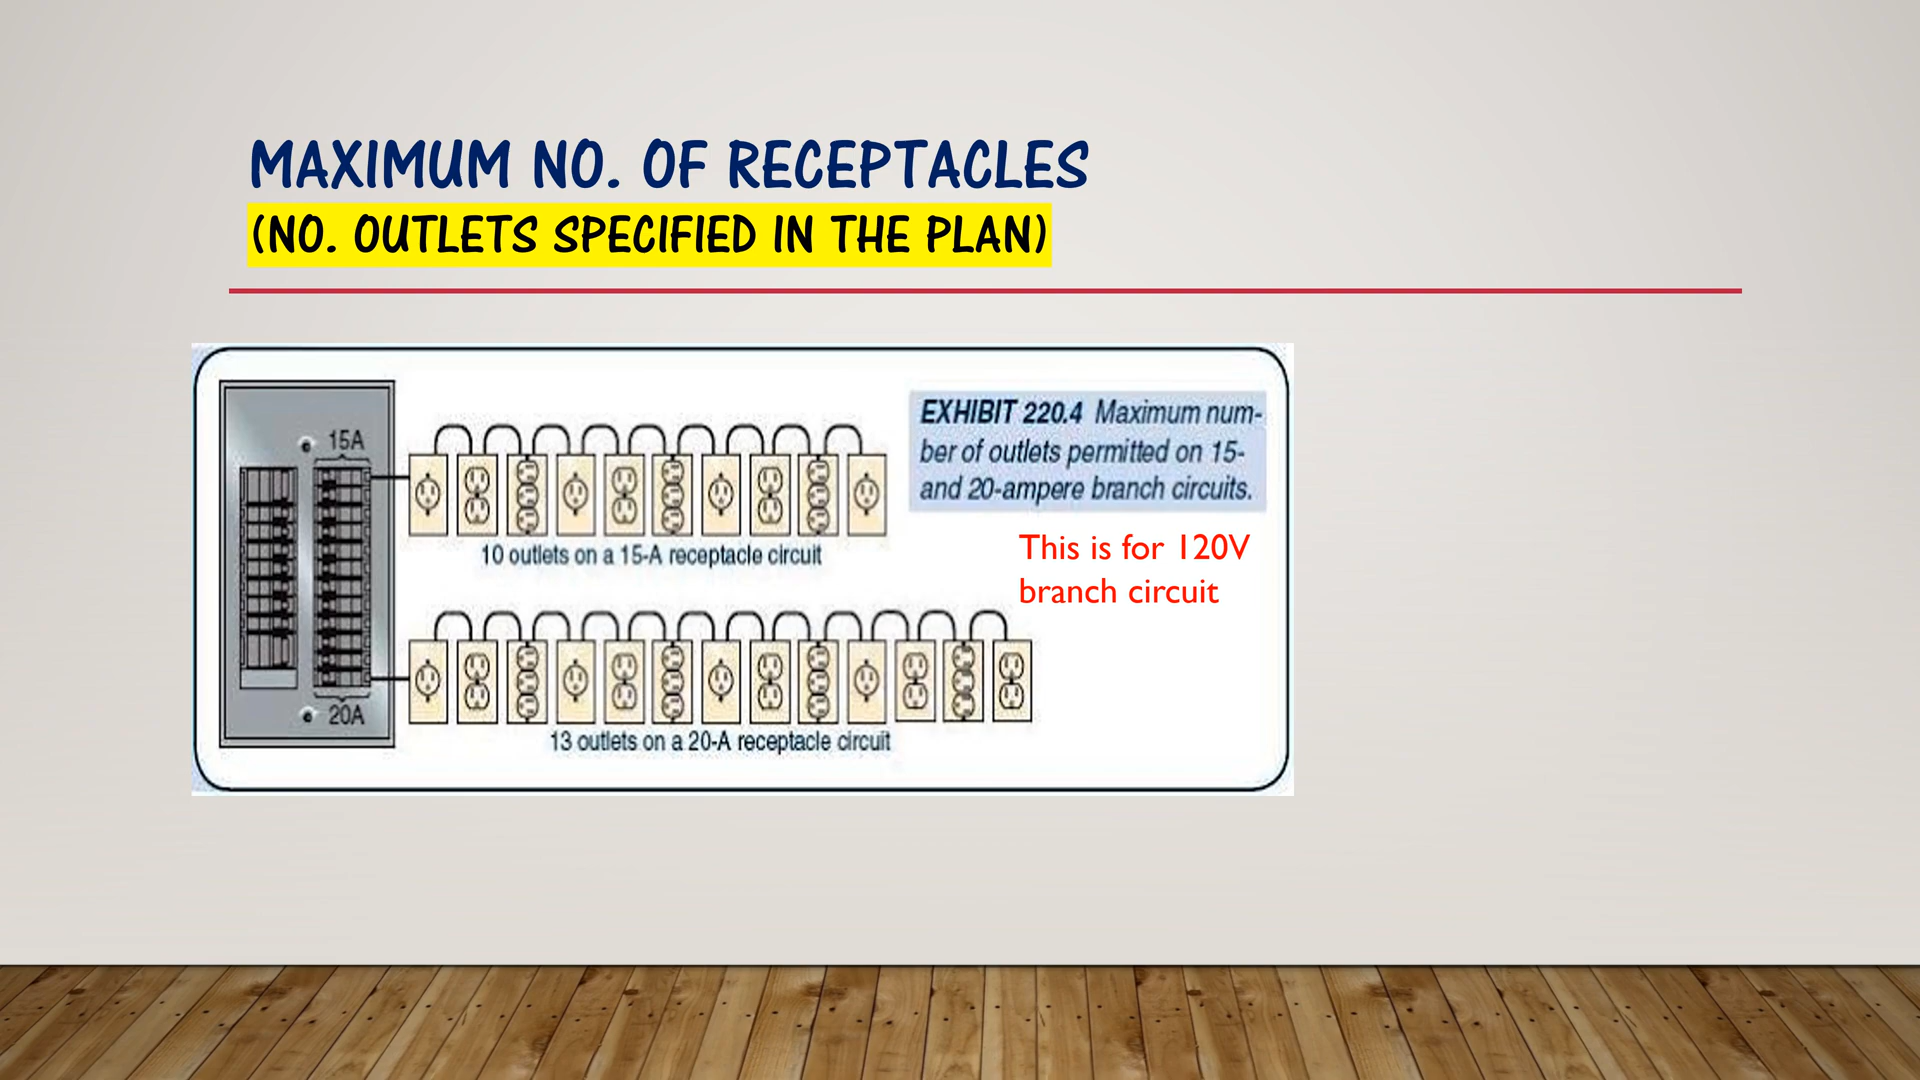 MAXIMUM NO. OF RECEPTACLES
(NO. OUTLETS SPECIFIED IN THE PLAN)
15A
EXHIBIT 220.4 Maximum num-
ber of outlets permitted on 15-
and 20-ampere branch circuits.
10 outlets on a 15-A receptacle circuit
This is for 120V
branch circuit
20A
13 outlets on a 20-A receptacle circuit